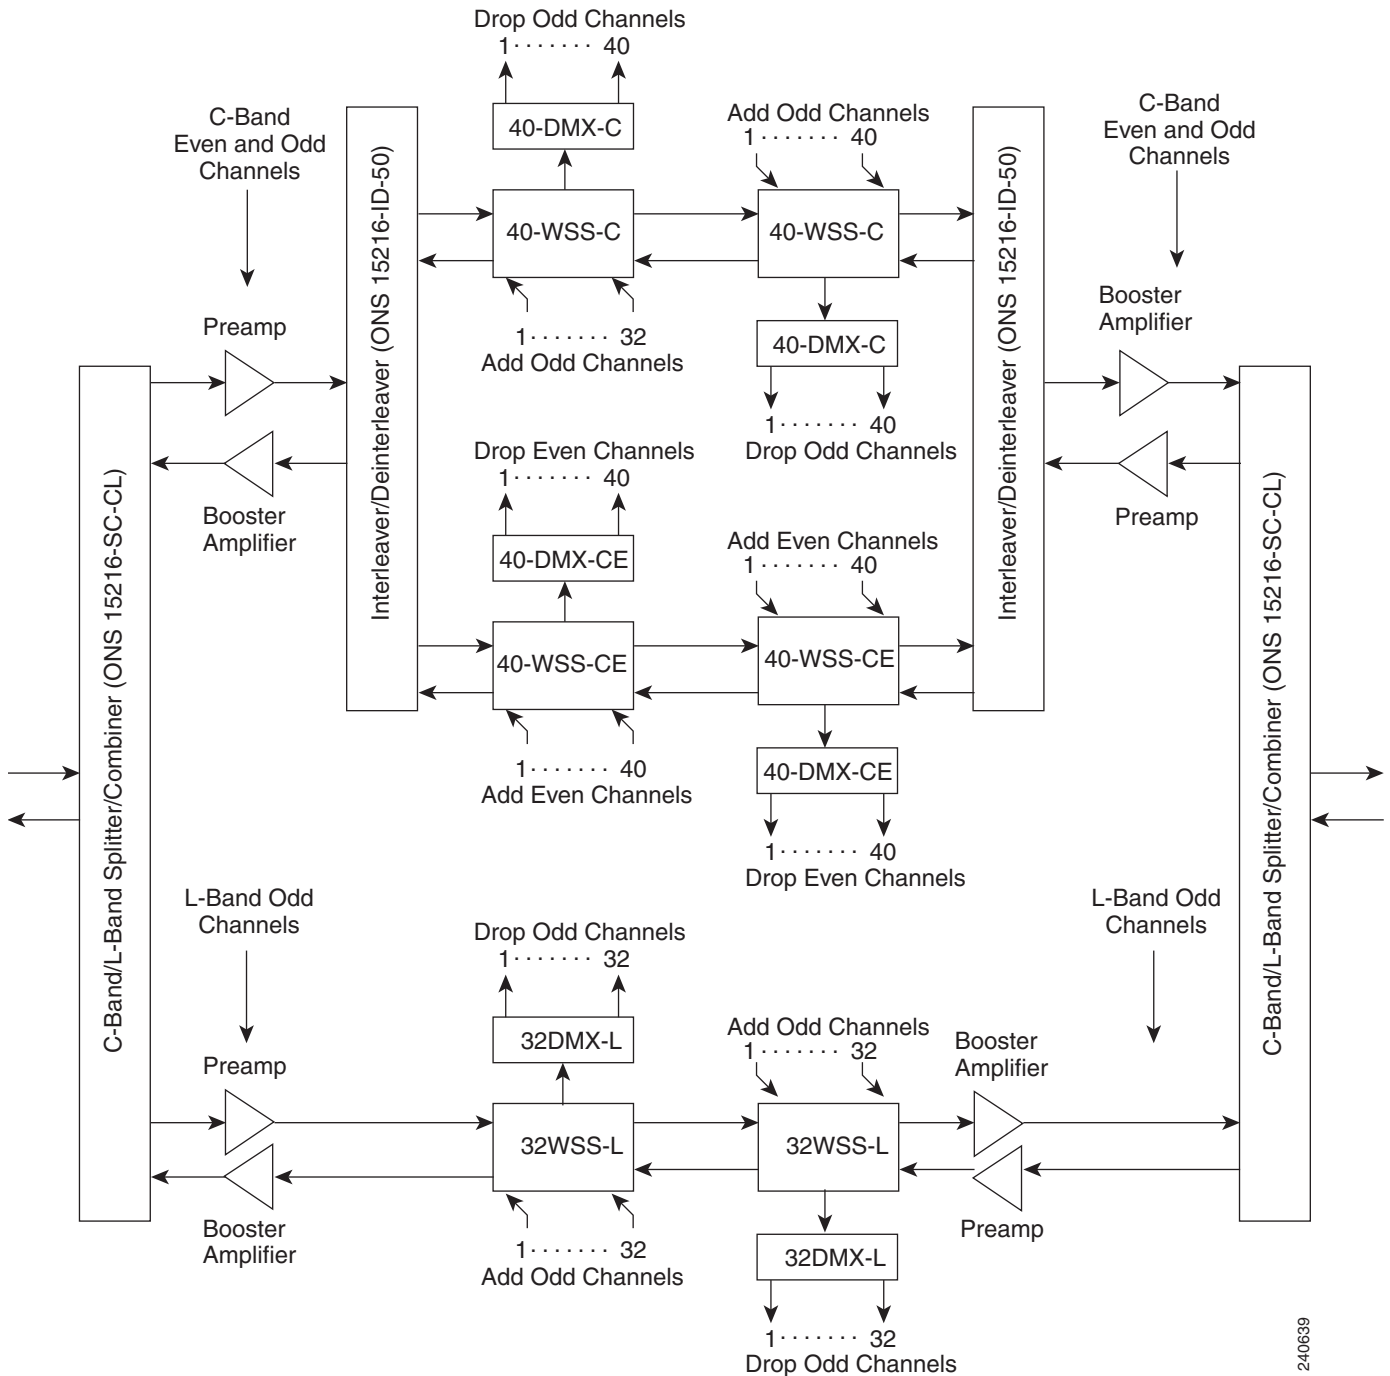 Drop Odd Channels
1 · · · · · · · 40
C-Band
Even and Odd
Channels
40-DMX-C
Add Odd Channels
1 · · · · · · · 40
C-Band
Even and Odd
Channels
Interleaver/Deinterleaver (ONS 15216-ID-50)
40-WSS-C
40-WSS-C
Interleaver/Deinterleaver (ONS 15216-ID-50)
Preamp
1 · · · · · · · 32
Add Odd Channels
40-DMX-C
Booster
Amplifier
1 · · · · · · · 40
Drop Odd Channels
Drop Even Channels
1 · · · · · · · 40
Booster
Amplifier
Preamp
40-DMX-CE
Add Even Channels
1 · · · · · · · 40
C-Band/L-Band Splitter/Combiner (ONS 15216-SC-CL)
40-WSS-CE
40-WSS-CE
C-Band/L-Band Splitter/Combiner (ONS 15216-SC-CL)
1 · · · · · · · 40
Add Even Channels
40-DMX-CE
1 · · · · · · · 40
Drop Even Channels
L-Band Odd
Channels
L-Band Odd
Channels
Drop Odd Channels
1 · · · · · · · 32
32DMX-L
Add Odd Channels
1 · · · · · · · 32
Preamp
Booster
Amplifier
32WSS-L
32WSS-L
Booster
Amplifier
Preamp
1 · · · · · · · 32
Add Odd Channels
32DMX-L
1 · · · · · · · 32
Drop Odd Channels
240639